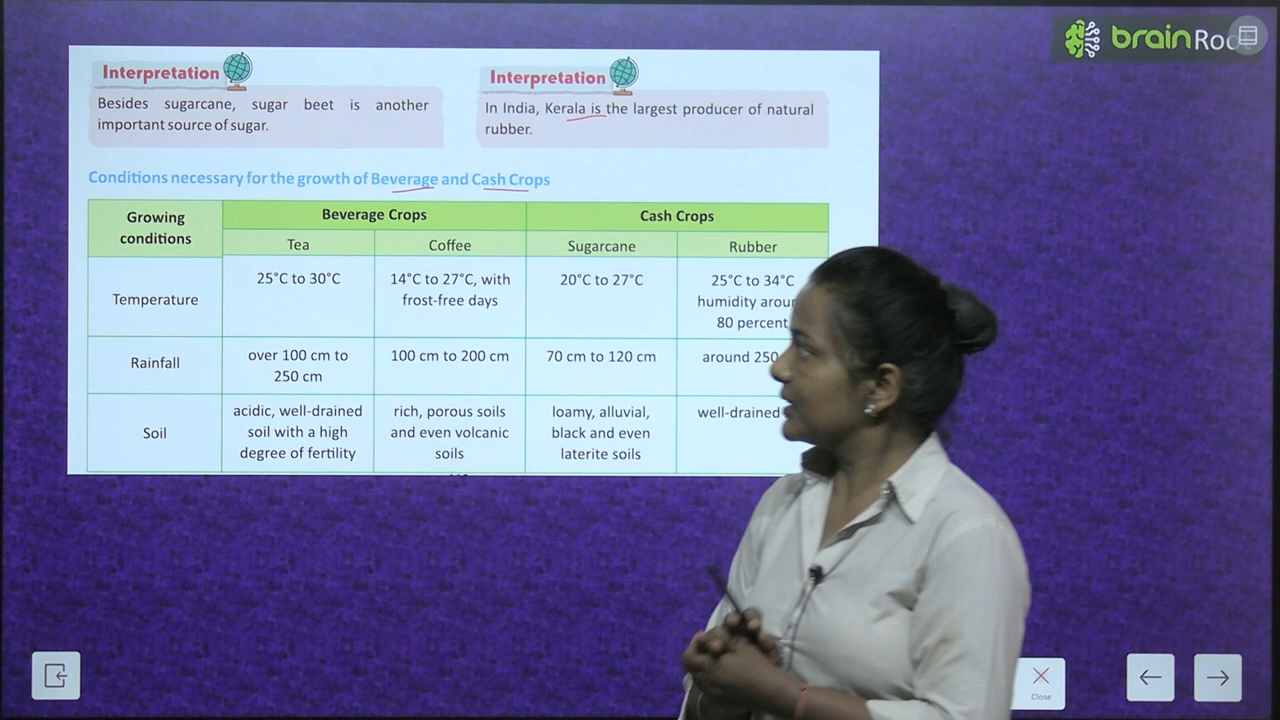 brainRo
Interpretation
Besides sugarcane, sugar beet is another
important source of sugar.
Interpretation
In India, Kerala is the largest producer of natural
rubber.
Conditions necessary for the growth of Beverage and Cash Crops
Growing
conditions
Beverage Crops
Cash Crops
Tea
Coffee
Sugarcane
Rubber
Temperature
25°C to 30°C
14°C to 27°C, with
frost-free days
20°C to 27°C
25°C to 34°C
humidity
80 percent
Rainfall
over 100 cm to
250 cm
100 cm to 200 cm
70 cm to 120 cm
around 250
Soil
acidic, well-drained
soil with a high
degree of fertility
rich, porous soils
and even volcanic
soils
loamy, alluvial,
black and even
laterite soils
well-drained
Close